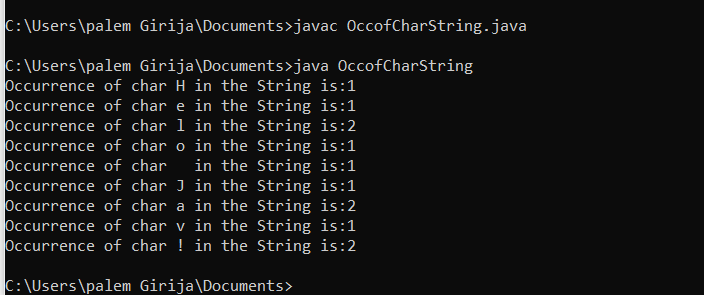 C:\Users\palem Girija\Documents>javac OccofCharString.java
C:\Users\palem Girija\Documents>java OccofCharString
Occurrence of char H in the String is:1
Occurrence of char e in the String is:1
Occurrence of char l in the String is:2
Occurrence of char o in the String is:1
Occurrence of char   in the String is:1
Occurrence of char J in the String is:1
Occurrence of char a in the String is:2
Occurrence of char v in the String is:1
Occurrence of char ! in the String is:2
C:\Users\palem Girija\Documents>